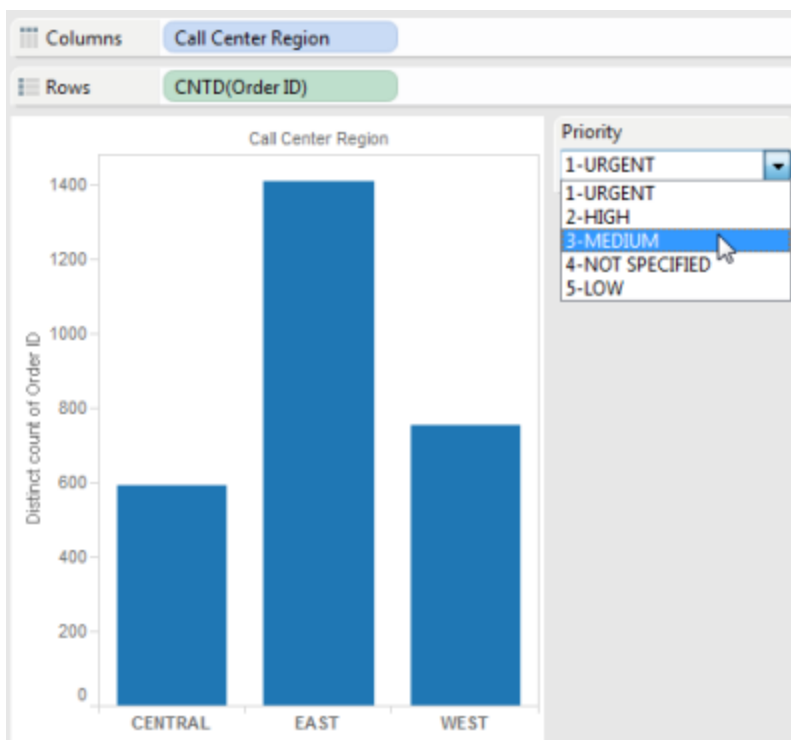 Columns
Call Center Region
Rows
CNTD(Order ID)
Call Center Region
1400
1200
1000
800
600
400
200
0
Distinct count of Order ID
CENTRAL EAST WEST
Priority
1-URGENT
1-URGENT
2-HIGH
3-MEDIUM
4-NOT SPECIFIED
5-LOW